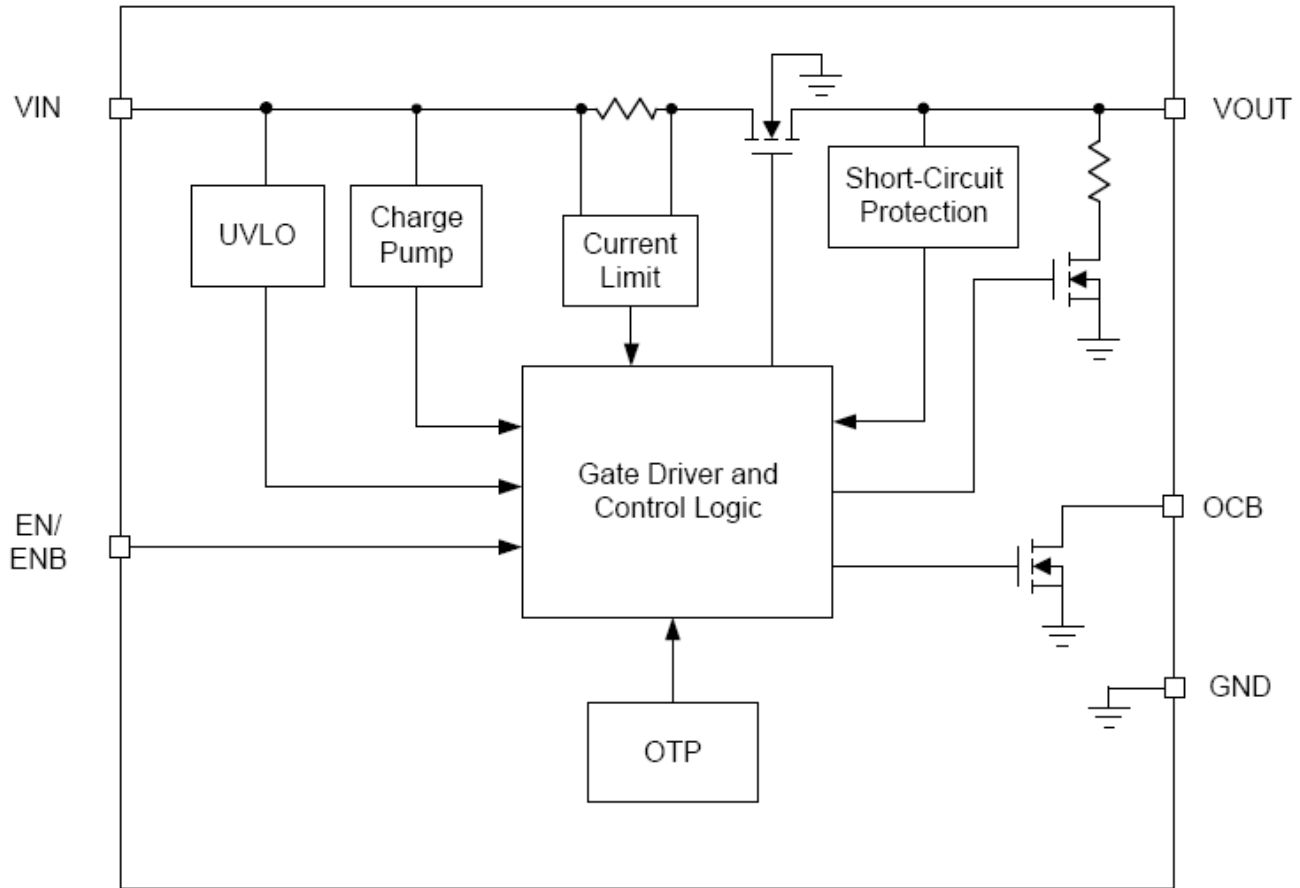 VIN
VOUT
UVLO
Charge
Pump
Current
Limit
Short-Circuit
Protection
Gate Driver and
Control Logic
EN/
ENB
OCB
GND
OTP